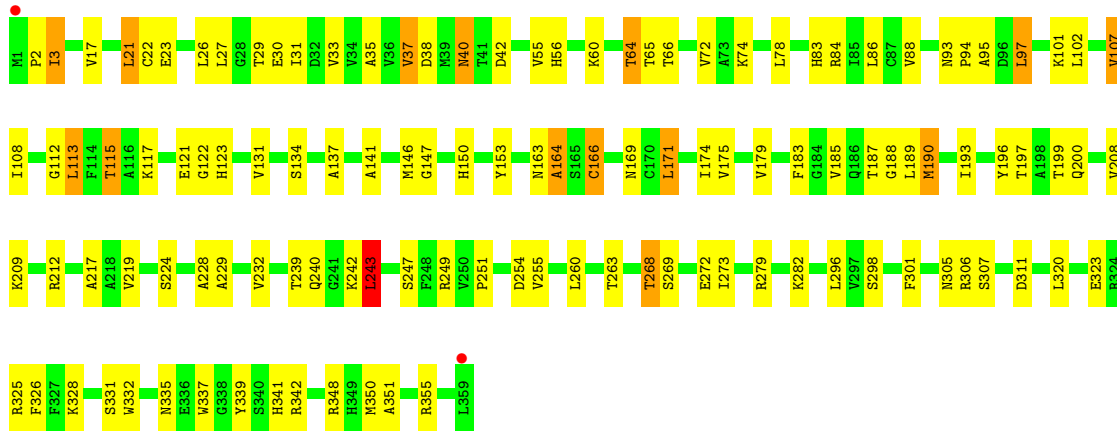 M1 P2 I3 V17 L21 C22 E23 L26 L27 G28 T29 E30 I31 D32 V33 V34 A35 V36 V37 D38 M39 N40 T41 D42 V55 H56 K60 T64 T65 T66 V72 A73 K74 L78 H83 R84 I85 L86 C87 V88 N93 P94 A95 D96 L97 K101 L102 V107
I108 G112 L113 F114 T115 A116 K117 E121 G122 H123 V131 S134 A137 A141 M146 G147 H150 Y153 N163 A164 S165 C166 N169 C170 L171 I174 V175 V179 F183 G184 V185 Q186 T187 G188 L189 M190 I193 Y196 T197 A198 T199 Q200 V208
K209 R212 A217 A218 V219 S224 A228 A229 V232 T239 Q240 G241 K242 L243 S247 F248 R249 V250 P251 D254 V255 L260 T263 T268 S269 E272 I273 R279 K282 L296 V297 S298 F301 N305 R306 S307 D311 L320 E323 R324
R325 F326 F327 K328 S331 W332 N335 E336 W337 G338 Y339 S340 H341 R342 R348 H349 M350 A351 R355 L359